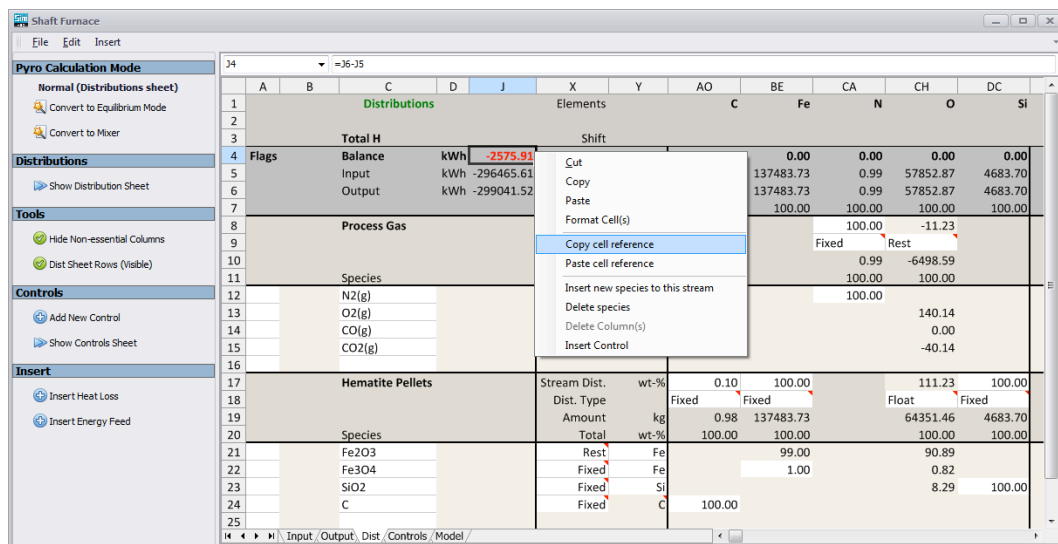 Sim Shaft Furnace
File Edit Insert
Pyro Calculation Mode
Normal (Distributions sheet)
Convert to Equilibrium Mode
Convert to Mixer
Distributions
Show Distribution Sheet
Tools
Hide Non-essential Columns
Dist Sheet Rows (Visible)
Controls
Add New Control
Show Controls Sheet
Insert
Insert Heat Loss
Insert Energy Feed
J4 =J6-J5
A B C D J X Y AO BE CA CH DC
1 Distributions Elements C Fe N O Si
2
3 Total H Shift
4 Flags Balance kWh -2575.91 0.00 0.00 0.00 0.00
5 Input kWh -296465.61 137483.73 0.99 57852.87 4683.70
6 Output kWh -299041.52 137483.73 0.99 57852.87 4683.70
7 100.00 100.00 100.00 100.00
8 Process Gas 100.00 -11.23
9 Fixed Rest
10 0.99 -6498.59
11 Species 100.00 100.00
12 N2(g) 100.00
13 O2(g) 140.14
14 CO(g) 0.00
15 CO2(g) -40.14
16
17 Hematite Pellets Stream Dist. wt-% 0.10 100.00 111.23 100.00
18 Dist. Type Fixed Fixed Float Fixed
19 Amount kg 0.98 137483.73 64351.46 4683.70
20 Species Total wt-% 100.00 100.00 100.00 100.00
21 Fe2O3 Rest Fe 99.00 90.89
22 Fe3O4 Fixed Fe 1.00 0.82
23 SiO2 Fixed Si 8.29 100.00
24 C Fixed C 100.00
25
Cut
Copy
Paste
Format Cell(s)
Copy cell reference
Paste cell reference
Insert new species to this stream
Delete species
Delete Column(s)
Insert Control
Input Output Dist Controls Model